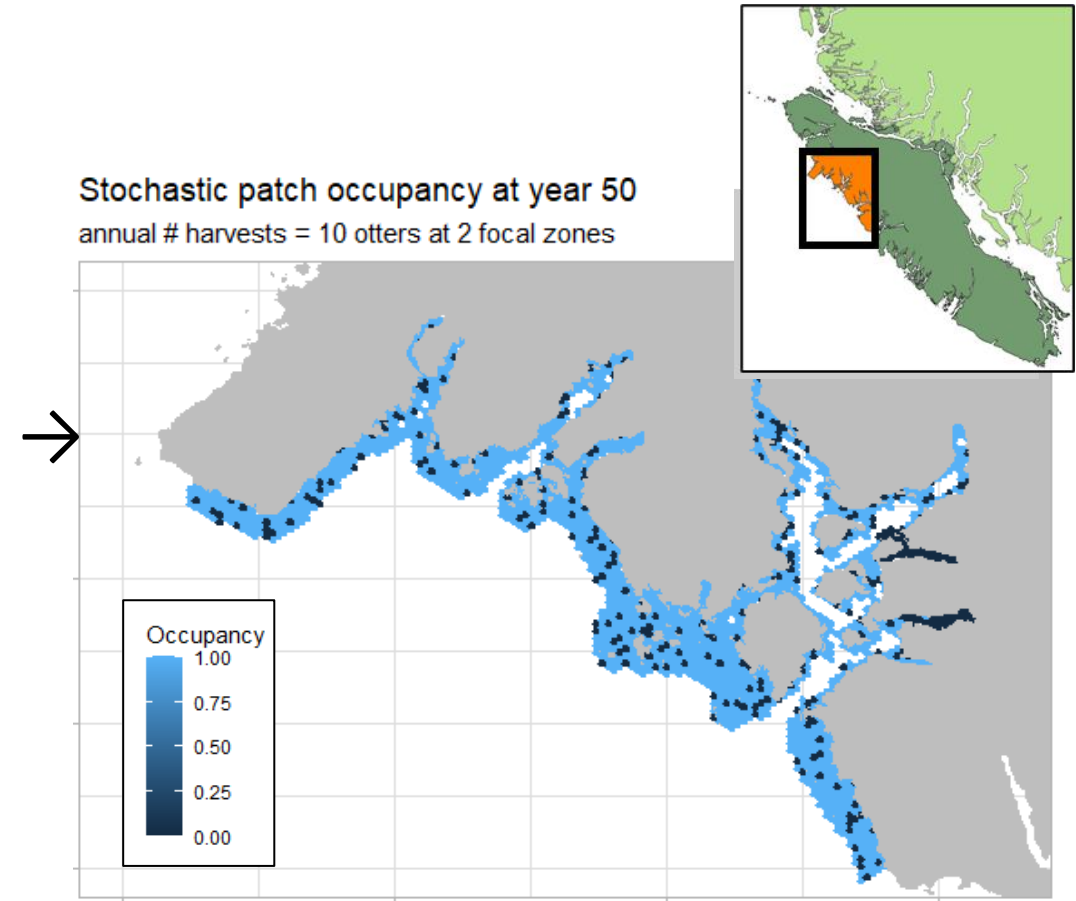 Stochastic patch occupancy at year 50
annual # harvests = 10 otters at 2 focal zones
Occupancy
1.00
0.75
0.50
0.25
0.00